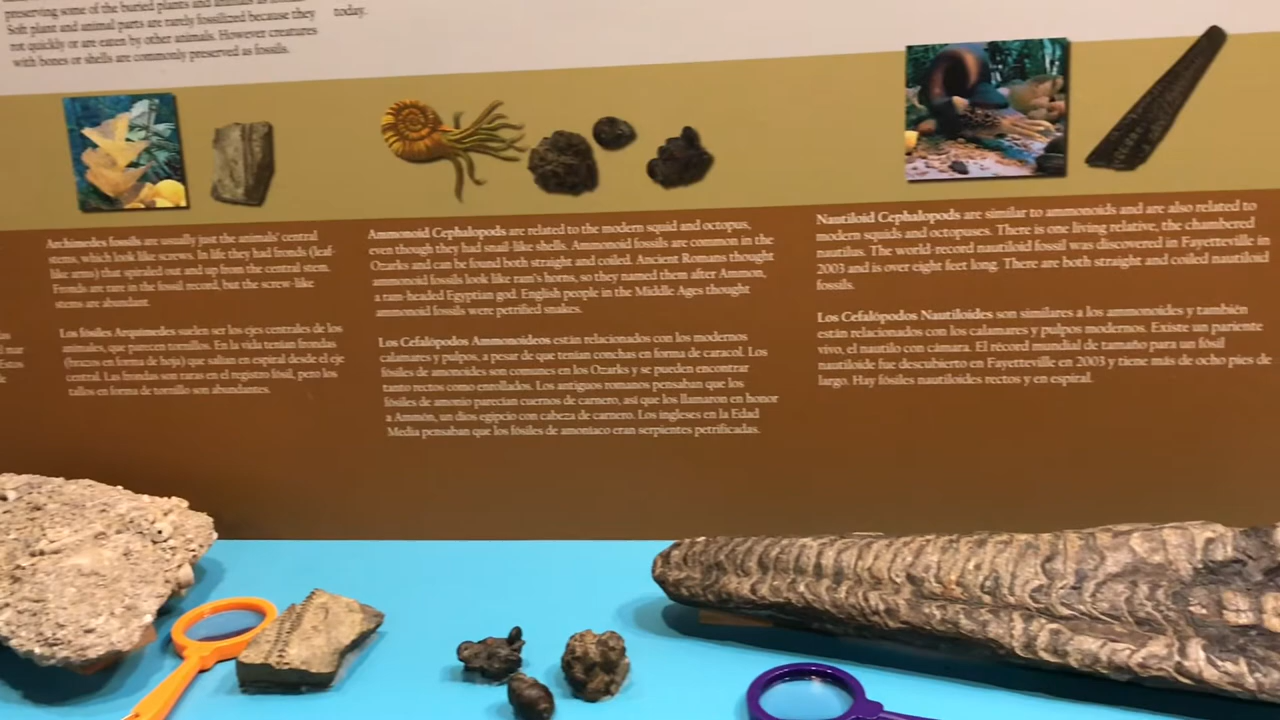 preserving some of the buried plants and animals as
Soft plant and animal parts are rarely fossilized because they
rot quickly or are eaten by other animals. However creatures
with bones or shells are commonly preserved as fossils.
today.
Archimedes fossils are usually just the animals' central
stems, which look like screws. In life they had fronds (leaf-
like arms) that spiraled out and up from the central stem.
Fronds are rare in the fossil record, but the screw-like
stems are abundant.
Los fósiles Arquimedes suelen ser los ejes centrales de los
animales, que parecen tornillos. En la vida tenían frondas
(brazos en forma de hoja) que salían en espiral desde el eje
central. Las frondas son raras en el registro fósil, pero los
tallos en forma de tornillo son abundantes.
Ammonoid Cephalopods are related to the modern squid and octopus,
even though they had snail-like shells. Ammonoid fossils are common in the
Ozarks and can be found both straight and coiled. Ancient Romans thought
ammonoid fossils look like ram's horns, so they named them after Ammon,
a ram-headed Egyptian god. English people in the Middle Ages thought
ammonoid fossils were petrified snakes.
Los Cefalópodos Ammonoideos están relacionados con los modernos
calamares y pulpos, a pesar de que tenían conchas en forma de caracol. Los
fósiles de amonoides son comunes en los Ozarks y se pueden encontrar
tanto rectos como enrollados. Los antiguos romanos pensaban que los
fósiles de amonio parecían cuernos de carnero, así que los llamaron en honor
a Ammón, un dios egipcio con cabeza de carnero. Los ingleses en la Edad
Media pensaban que los fósiles de amoníaco eran serpientes petrificadas.
Nautiloid Cephalopods are similar to ammonoids and are also related to
modern squids and octopuses. There is one living relative, the chambered
nautilus. The world-record nautiloid fossil was discovered in Fayetteville in
2003 and is over eight feet long. There are both straight and coiled nautiloid
fossils.
Los Cefalópodos Nautiloides son similares a los ammonoides y también
están relacionados con los calamares y pulpos modernos. Existe un pariente
vivo, el nautilo con cámara. El récord mundial de tamaño para un fósil
nautiloide fue descubierto en Fayetteville en 2003 y tiene más de ocho pies de
largo. Hay fósiles nautiloides rectos y en espiral.